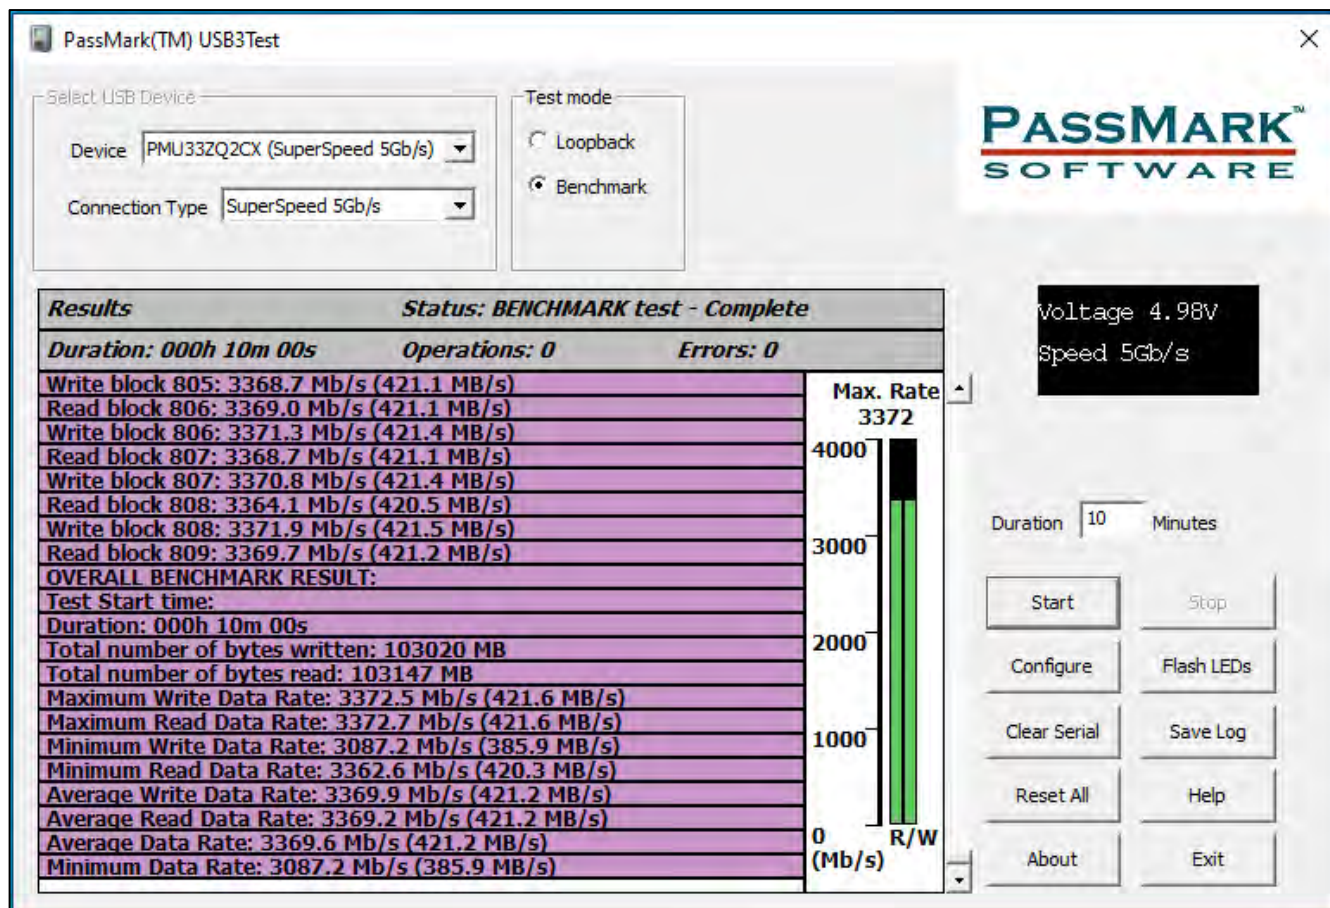 PassMark(TM) USB3Test
Select USB Device
Device PMU33ZQ2CX (SuperSpeed 5Gb/s)
Connection Type SuperSpeed 5Gb/s
Test mode
Loopback
Benchmark
PASSMARK™
SOFTWARE
Results Status: BENCHMARK test - Complete
Duration: 000h 10m 00s Operations: 0 Errors: 0
Write block 805: 3368.7 Mb/s (421.1 MB/s)
Read block 806: 3369.0 Mb/s (421.1 MB/s)
Write block 806: 3371.3 Mb/s (421.4 MB/s)
Read block 807: 3368.7 Mb/s (421.1 MB/s)
Write block 807: 3370.8 Mb/s (421.4 MB/s)
Read block 808: 3364.1 Mb/s (420.5 MB/s)
Write block 808: 3371.9 Mb/s (421.5 MB/s)
Read block 809: 3369.7 Mb/s (421.2 MB/s)
OVERALL BENCHMARK RESULT:
Test Start time:
Duration: 000h 10m 00s
Total number of bytes written: 103020 MB
Total number of bytes read: 103147 MB
Maximum Write Data Rate: 3372.5 Mb/s (421.6 MB/s)
Maximum Read Data Rate: 3372.7 Mb/s (421.6 MB/s)
Minimum Write Data Rate: 3087.2 Mb/s (385.9 MB/s)
Minimum Read Data Rate: 3362.6 Mb/s (420.3 MB/s)
Average Write Data Rate: 3369.9 Mb/s (421.2 MB/s)
Average Read Data Rate: 3369.2 Mb/s (421.2 MB/s)
Average Data Rate: 3369.6 Mb/s (421.2 MB/s)
Minimum Data Rate: 3087.2 Mb/s (385.9 MB/s)
Max. Rate
3372
4000
3000
2000
1000
0 R/W
(Mb/s)
Voltage 4.98V
Speed 5Gb/s
Duration 10 Minutes
Start Stop
Configure Flash LEDs
Clear Serial Save Log
Reset All Help
About Exit